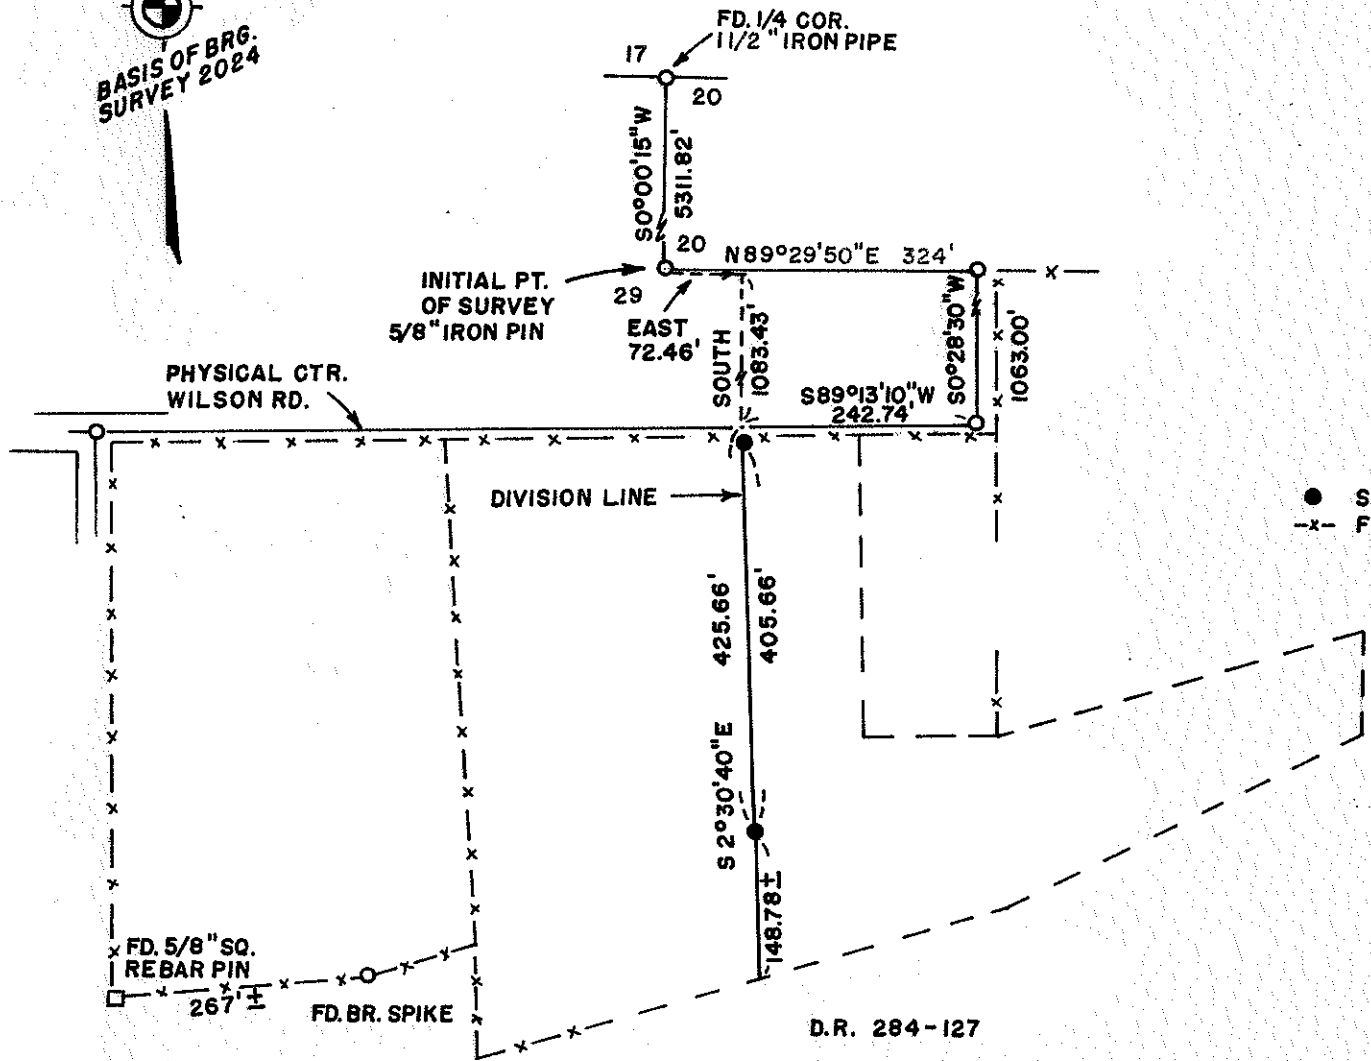 BASIS OF BRG.
SURVEY 2024
FD. 1/4 COR.
1 1/2" IRON PIPE
17
20
S0°00'15"W
5311.82'
20
N89°29'50"E 324'
INITIAL PT.
OF SURVEY
5/8" IRON PIN
29
EAST
72.46'
SOUTH
1083.43'
S0°28'30"W
1063.00'
S89°13'10"W
242.74'
PHYSICAL CTR.
WILSON RD.
DIVISION LINE
S
-x- F
425.66'
405.66'
S 2°30'40"E
148.78±
FD. 5/8" SQ.
REBAR PIN
267'±
FD. BR. SPIKE
D.R. 284-127